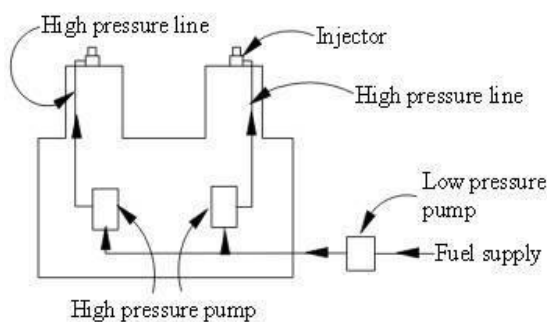 High pressure line
Injector
High pressure line
Low pressure
pump
Fuel supply
High pressure pump